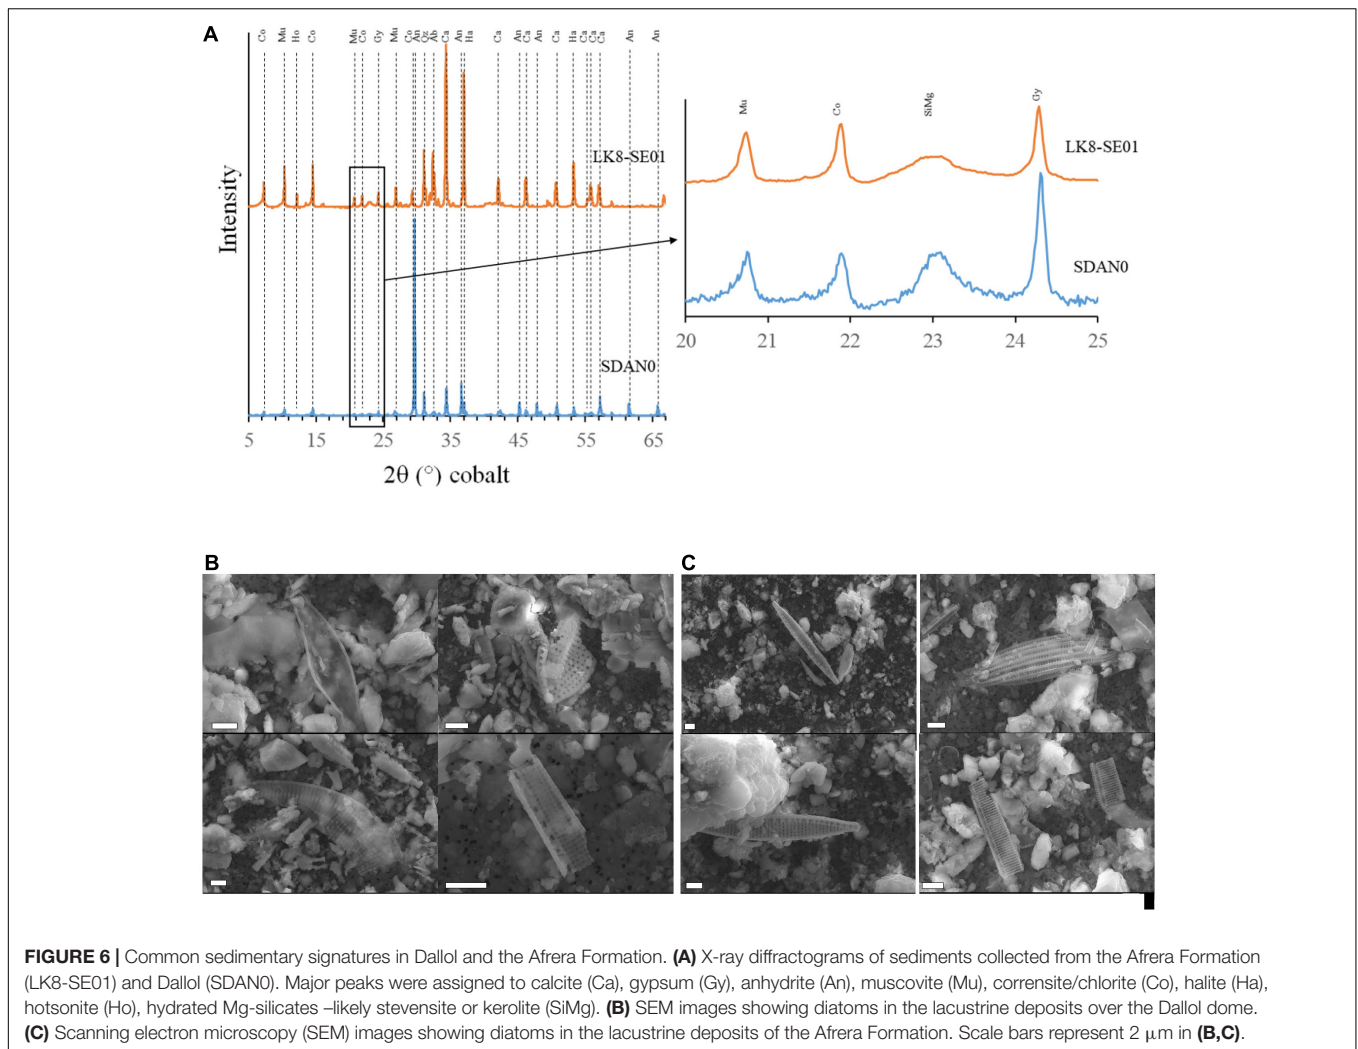 A
Co Mu Ho Co Mu Co Gy Mu Co An Qz Ab Ca An Ha Ca An Ca An Ca Ha Ca Ca Ca An An
Intensity
LK8-SE01
SDAN0
5 15 25 35 45 55 65
2θ (°) cobalt
Mu Co SiMg Gy
LK8-SE01
SDAN0
20 21 22 23 24 25
B
C
FIGURE 6 | Common sedimentary signatures in Dallol and the Afrera Formation. (A) X-ray diffractograms of sediments collected from the Afrera Formation
(LK8-SE01) and Dallol (SDAN0). Major peaks were assigned to calcite (Ca), gypsum (Gy), anhydrite (An), muscovite (Mu), corrensite/chlorite (Co), halite (Ha),
hotsonite (Ho), hydrated Mg-silicates –likely stevensite or kerolite (SiMg). (B) SEM images showing diatoms in the lacustrine deposits over the Dallol dome.
(C) Scanning electron microscopy (SEM) images showing diatoms in the lacustrine deposits of the Afrera Formation. Scale bars represent 2 μm in (B,C).